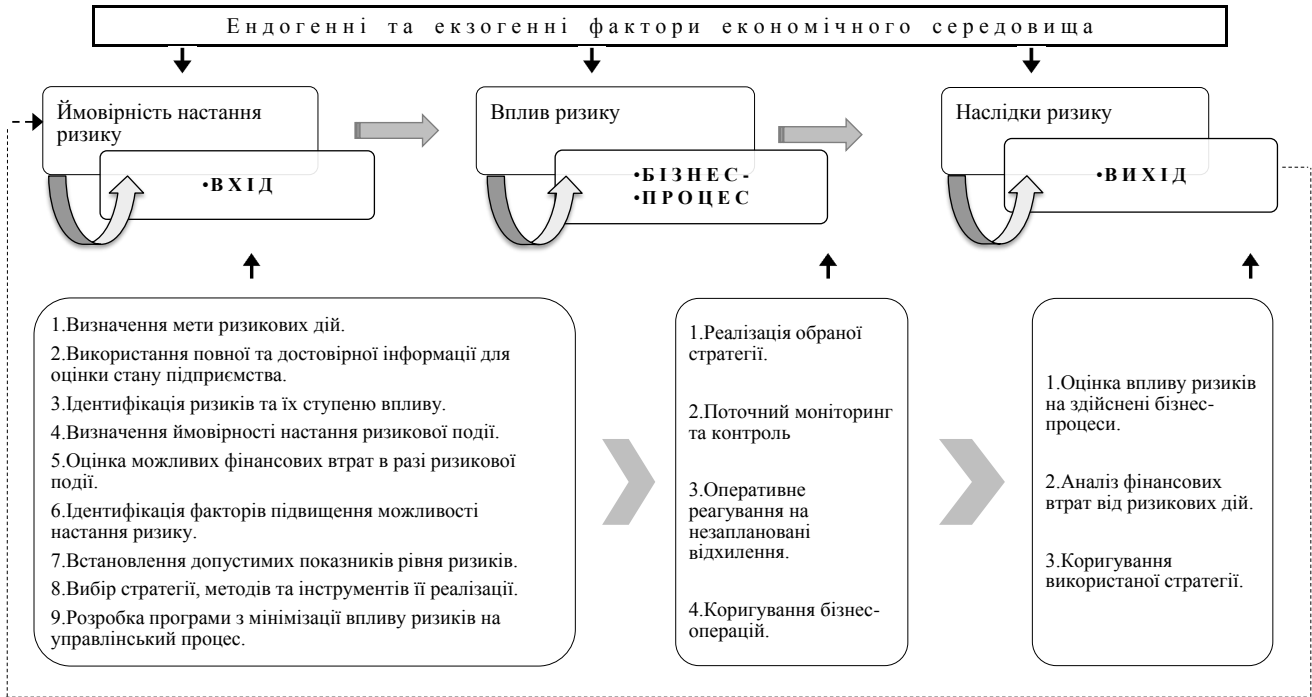 Ендогенні та екзогенні фактори економічного середовища
Ймовірність настання
ризику
•ВХІД
Вплив ризику
•БІЗНЕС-
•ПРОЦЕС
Наслідки ризику
•ВИХІД
1.Визначення мети ризикових дій.
2.Використання повної та достовірної інформації для
оцінки стану підприємства.
3.Ідентифікація ризиків та їх ступеню впливу.
4.Визначення ймовірності настання ризикової події.
5.Оцінка можливих фінансових втрат в разі ризикової
події.
6.Ідентифікація факторів підвищення можливості
настання ризику.
7.Встановлення допустимих показників рівня ризиків.
8.Вибір стратегії, методів та інструментів її реалізації.
9.Розробка програми з мінімізації впливу ризиків на
управлінський процес.
1.Реалізація обраної
стратегії.
2.Поточний моніторинг
та контроль
3.Оперативне
реагування на
незаплановані
відхилення.
4.Коригування бізнес-
операцій.
1.Оцінка впливу ризиків
на здійснені бізнес-
процеси.
2.Аналіз фінансових
втрат від ризикових дій.
3.Коригування
використаної стратегії.